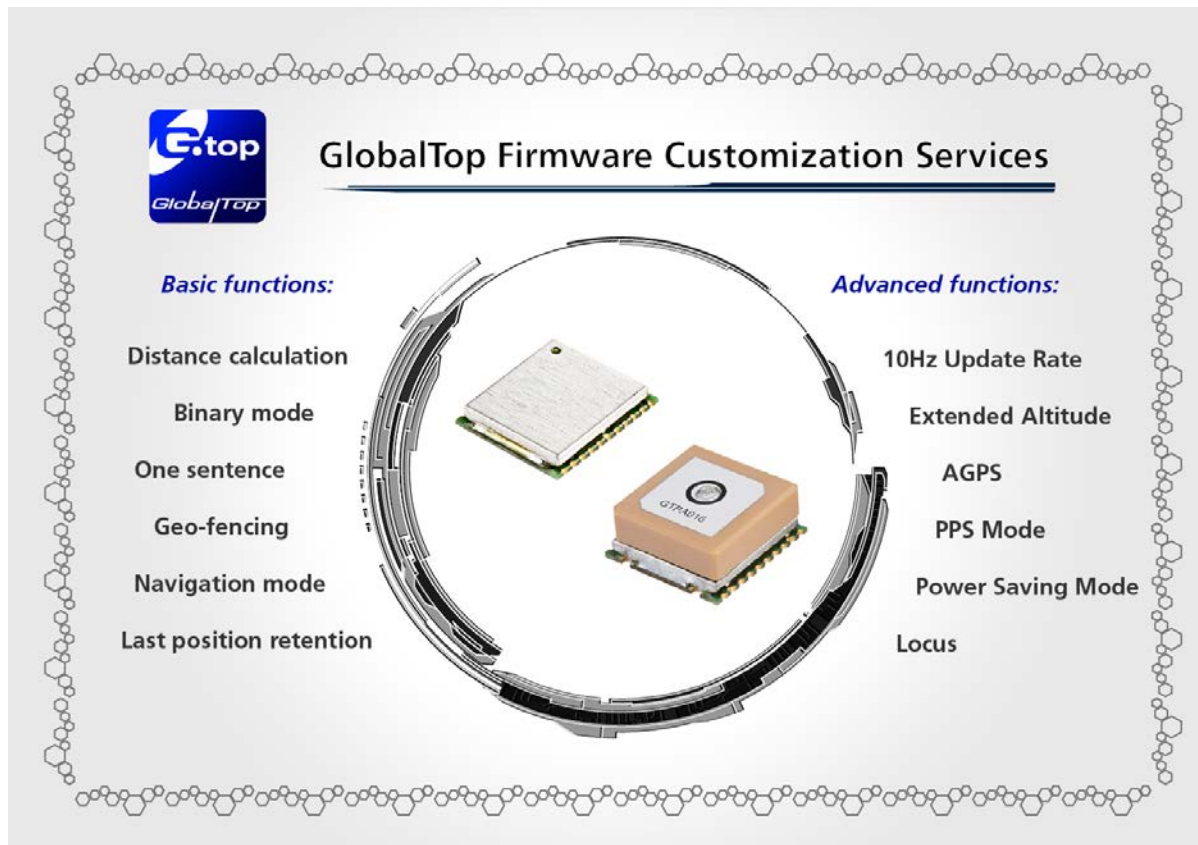 G.top
GlobalTop
GlobalTop Firmware Customization Services
Basic functions:
Distance calculation
Binary mode
One sentence
Geo-fencing
Navigation mode
Last position retention
GTPA016
Advanced functions:
10Hz Update Rate
Extended Altitude
AGPS
PPS Mode
Power Saving Mode
Locus